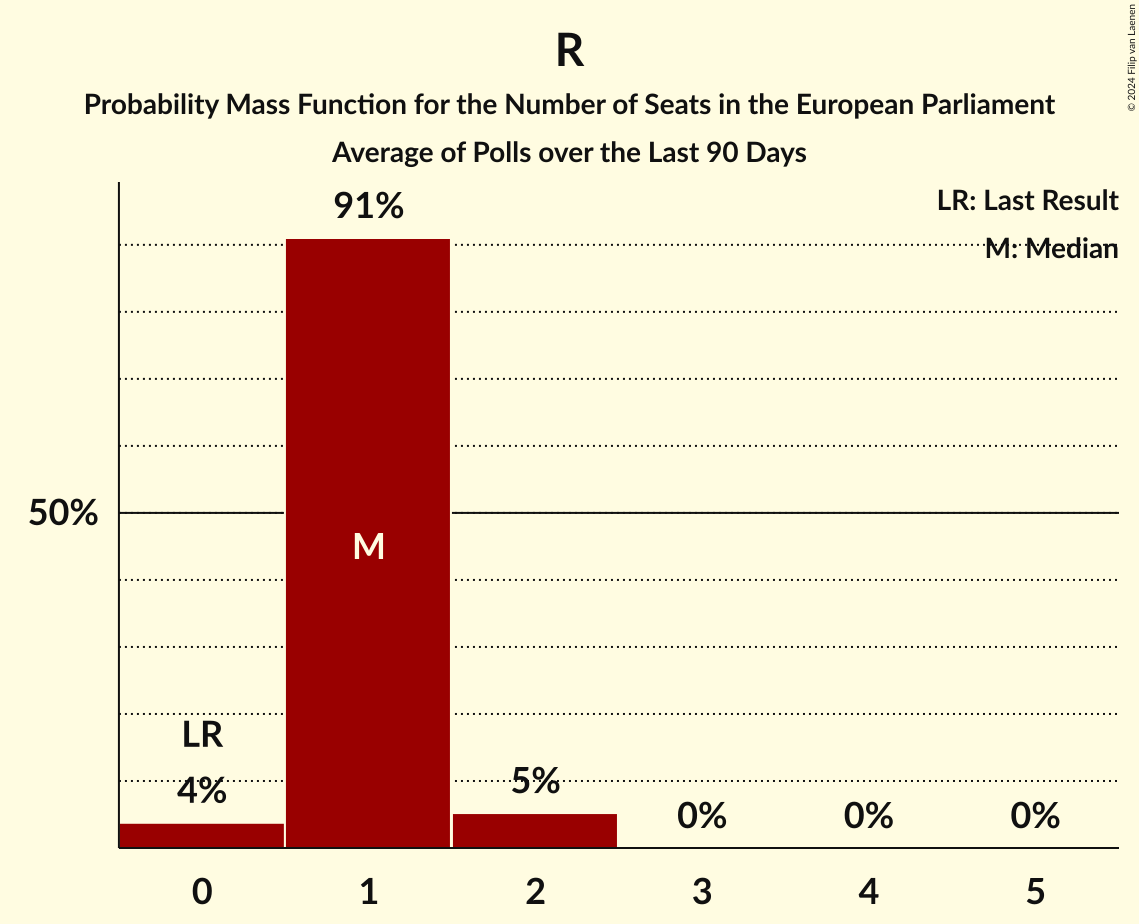 R
Probability Mass Function for the Number of Seats in the European Parliament
Average of Polls over the Last 90 Days
© 2024 Filip van Laenen
LR: Last Result
M: Median
91%
50%
M
LR
4%
5%
0%
0%
0%
0
1
2
3
4
5